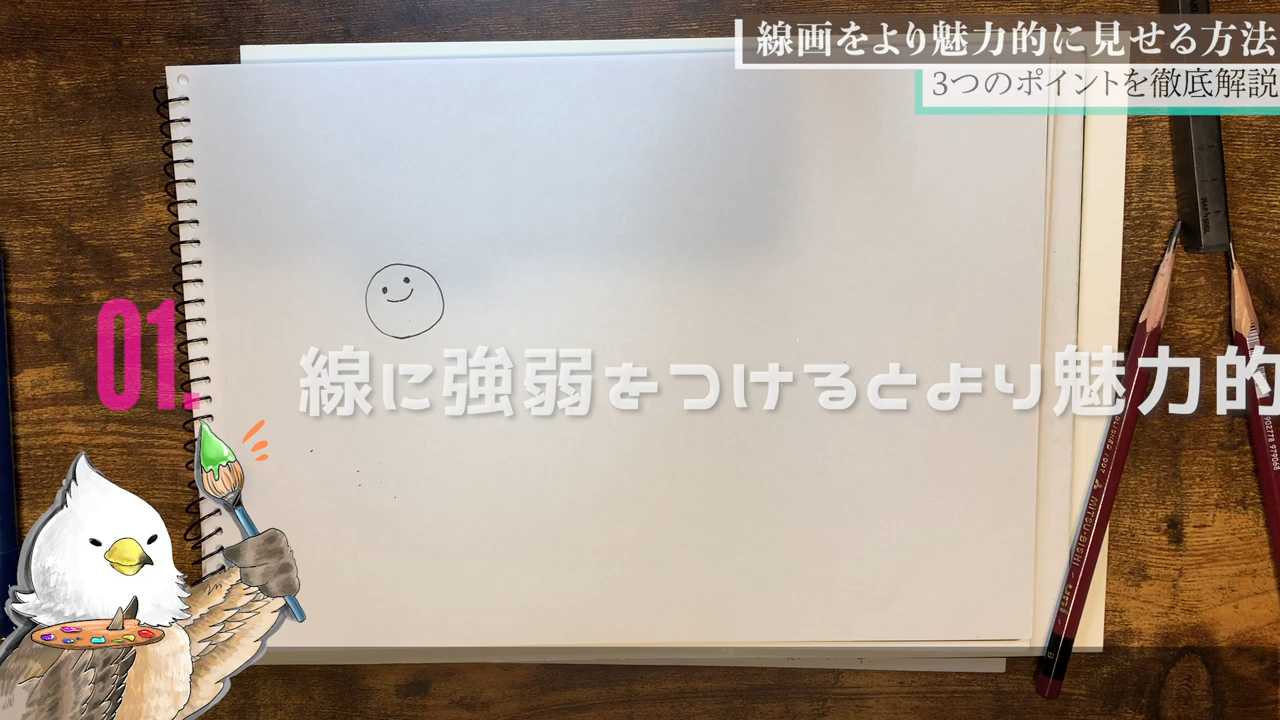 線画をより魅力的に見せる方法
3つのポイントを徹底解説
01.
線に強弱をつけるとより魅力的
MITSU-BISHI
B